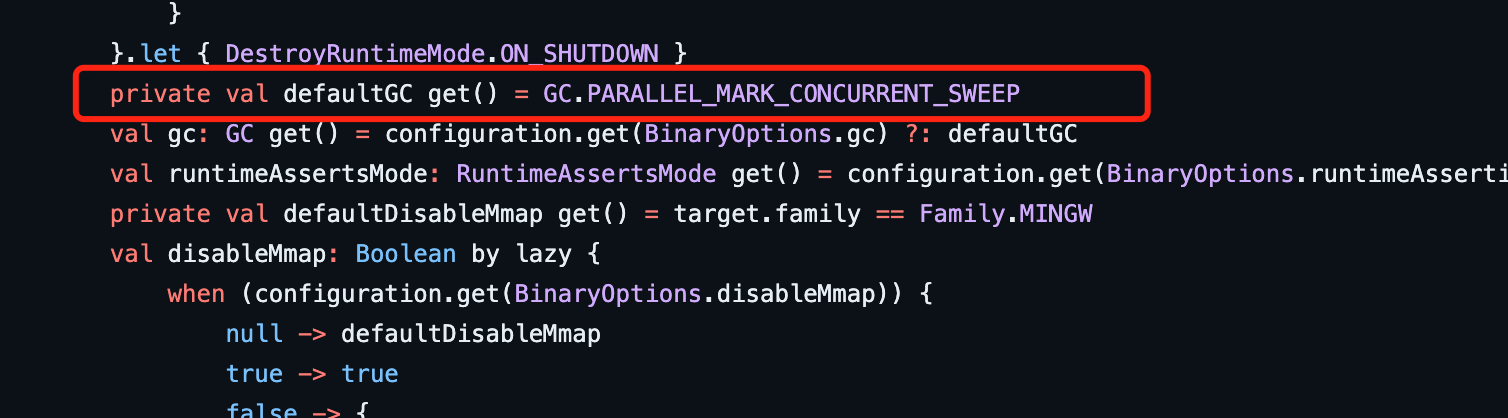 }
}.let { DestroyRuntimeMode.ON_SHUTDOWN }
private val defaultGC get() = GC.PARALLEL_MARK_CONCURRENT_SWEEP
val gc: GC get() = configuration.get(BinaryOptions.gc) ?: defaultGC
val runtimeAssertsMode: RuntimeAssertsMode get() = configuration.get(BinaryOptions.runtimeAsserti
private val defaultDisableMmap get() = target.family == Family.MINGW
val disableMmap: Boolean by lazy {
when (configuration.get(BinaryOptions.disableMmap)) {
null -> defaultDisableMmap
true -> true
false -> {